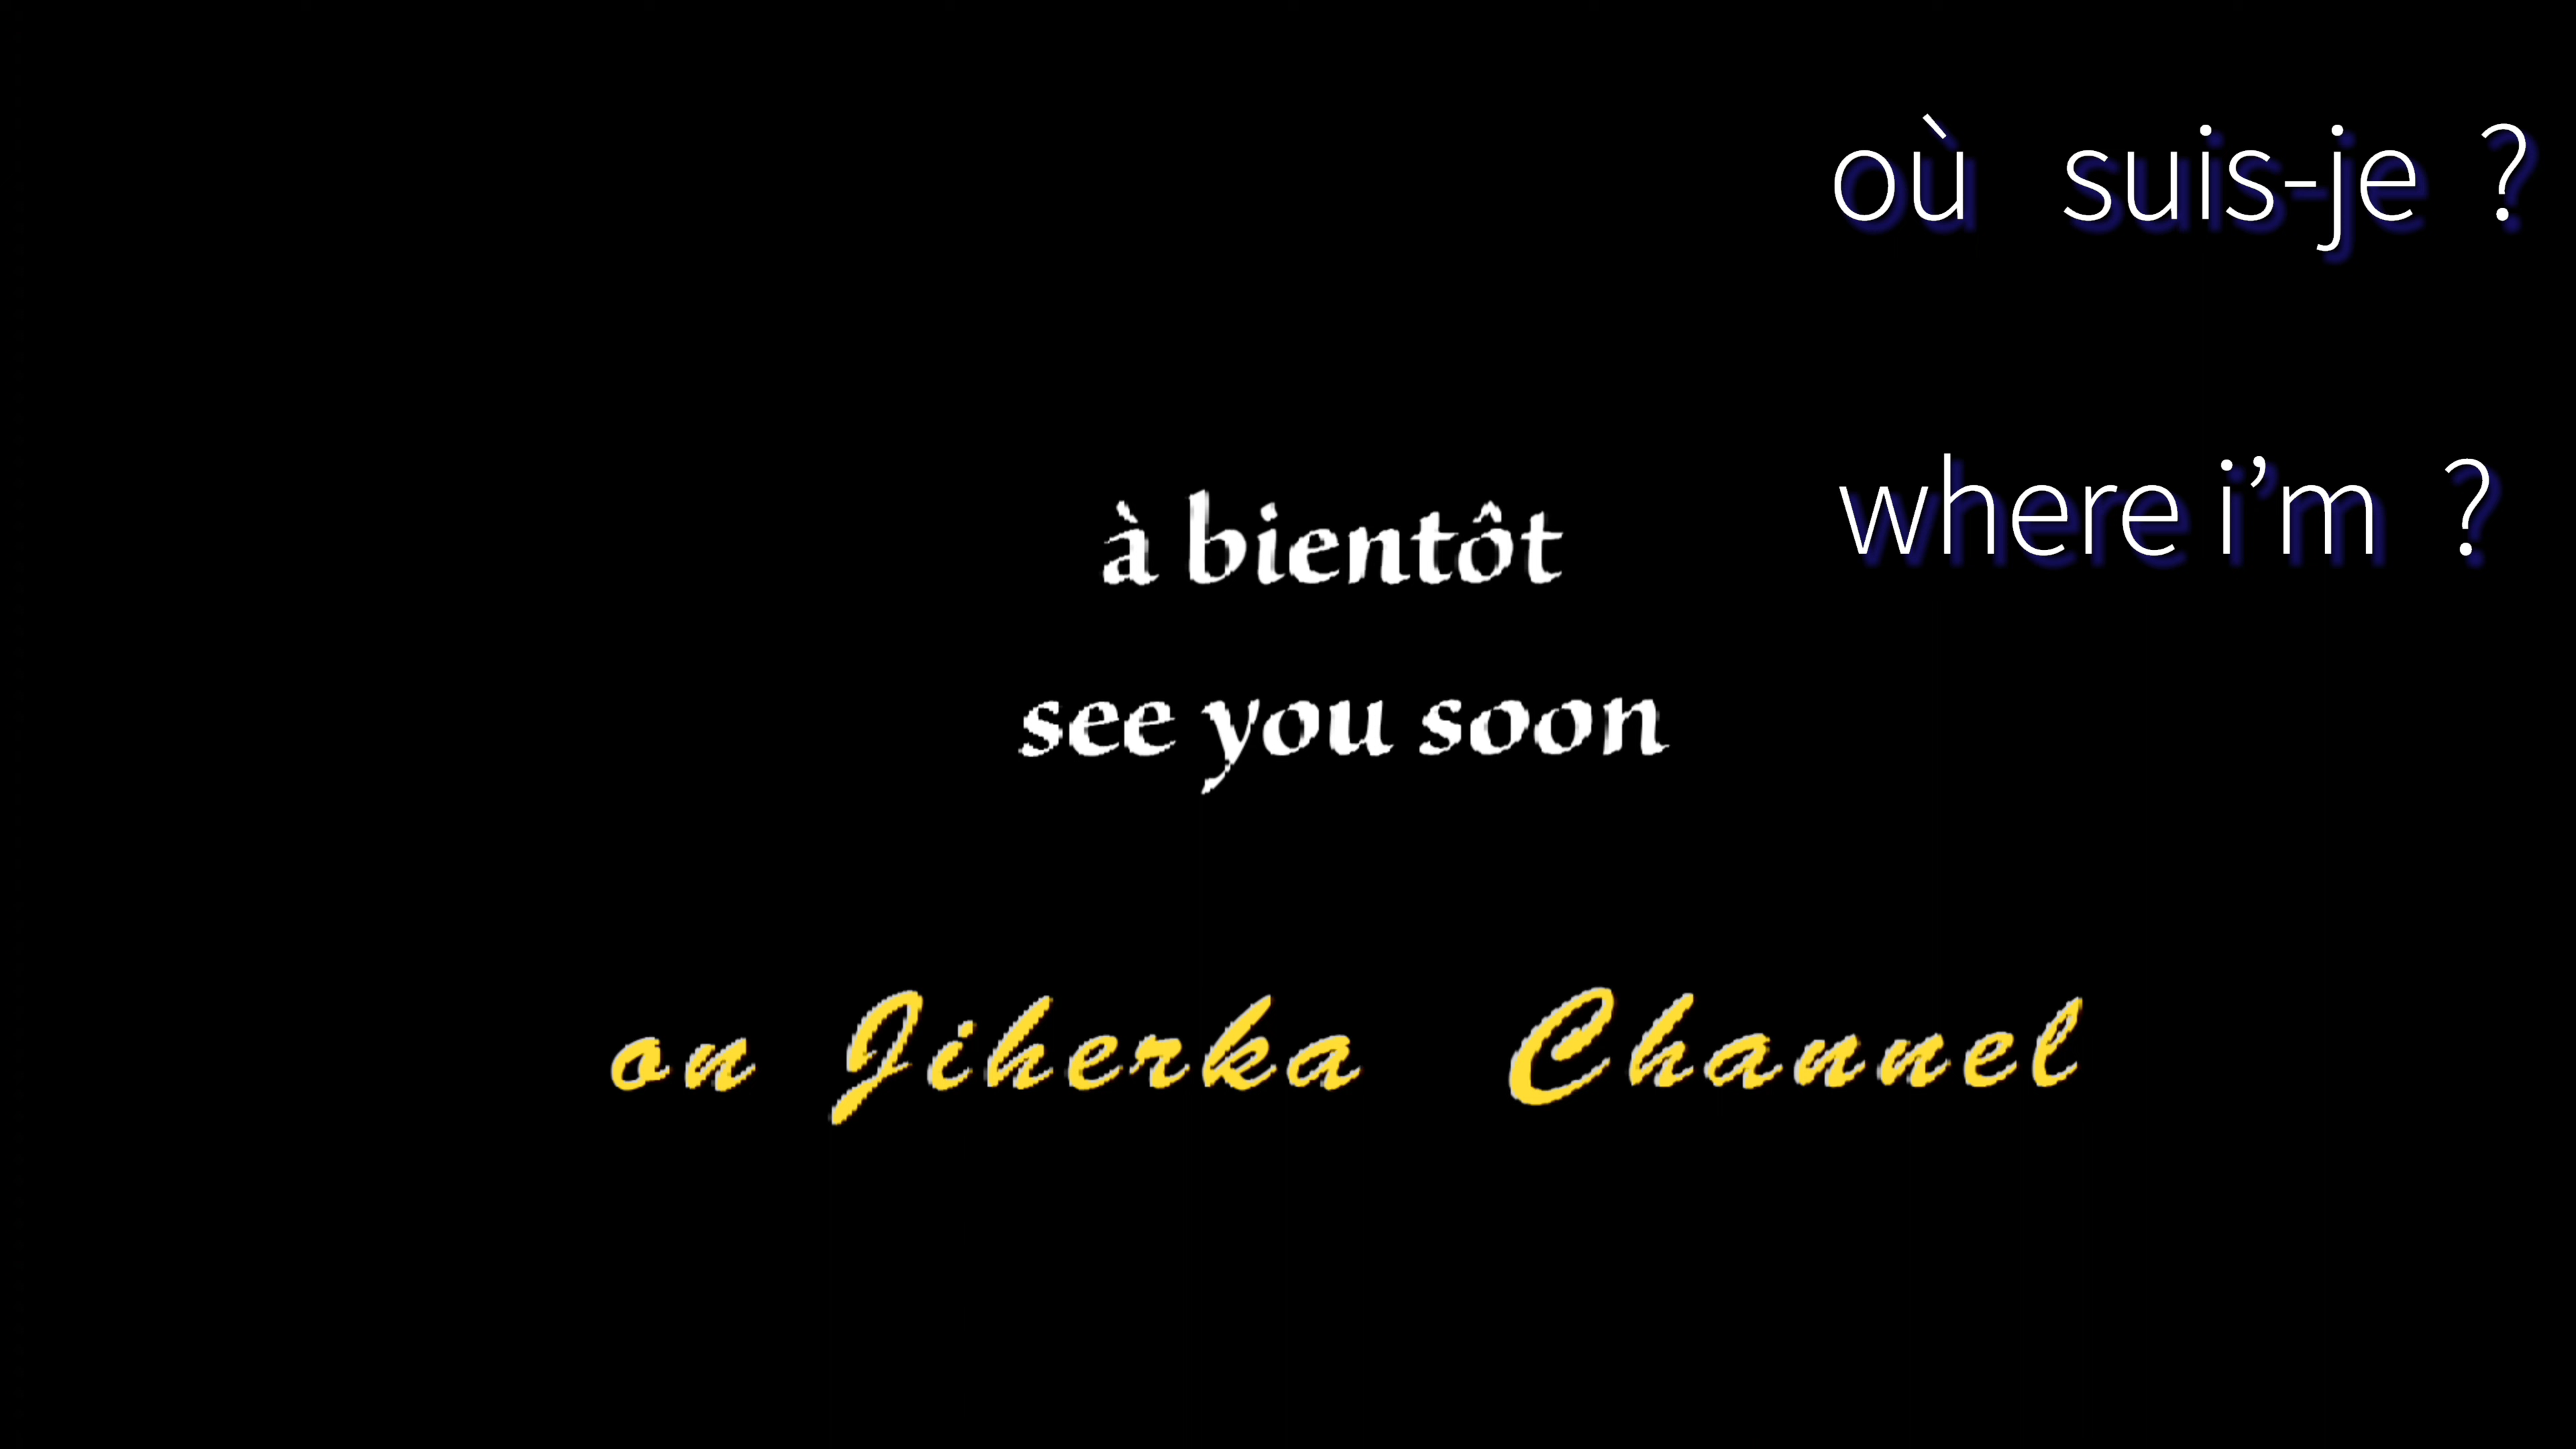 où suis-je ?
where i’m ?
à bientôt
see you soon
on Jiherka Channel